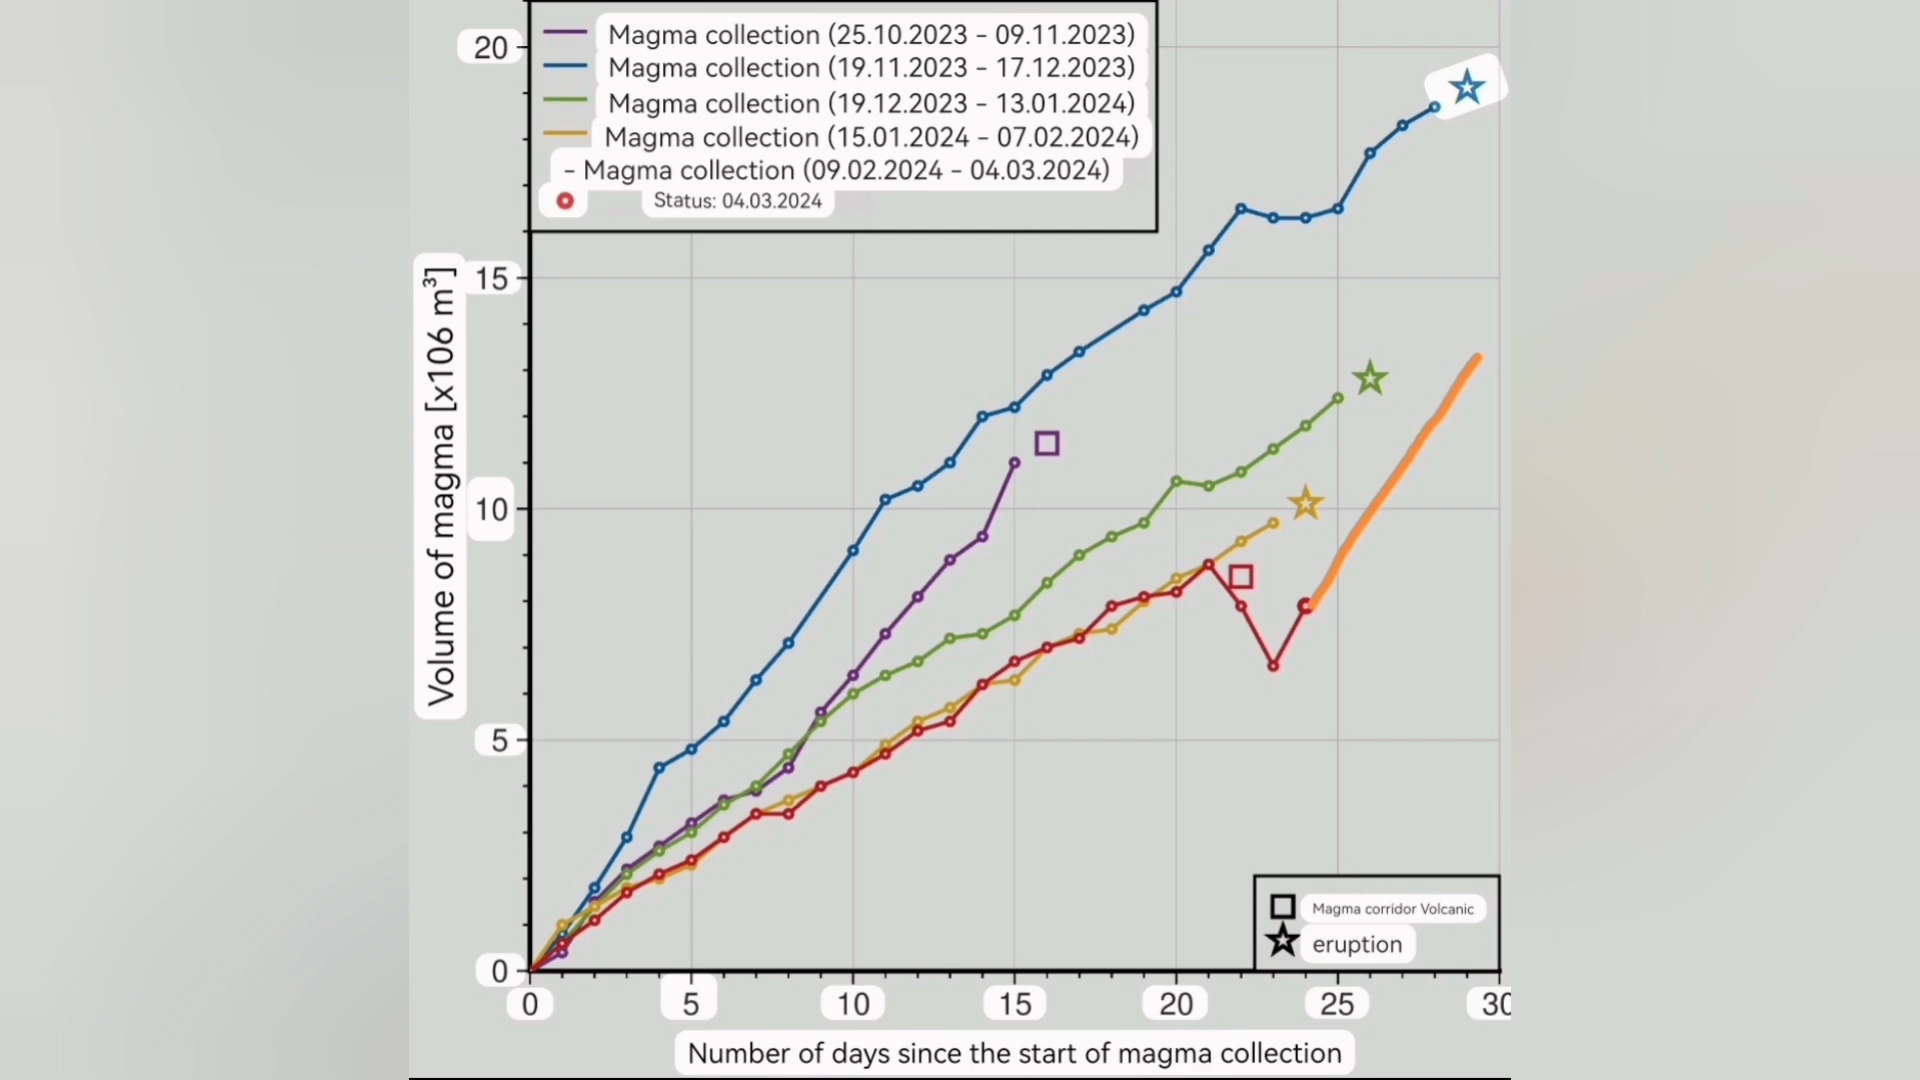 Magma collection (25.10.2023 - 09.11.2023)
Magma collection (19.11.2023 - 17.12.2023)
Magma collection (19.12.2023 - 13.01.2024)
Magma collection (15.01.2024 - 07.02.2024)
- Magma collection (09.02.2024 - 04.03.2024)
Status: 04.03.2024
20
15
10
5
0
Volume of magma [x106 m³]
Magma corridor Volcanic
eruption
0 5 10 15 20 25 30
Number of days since the start of magma collection